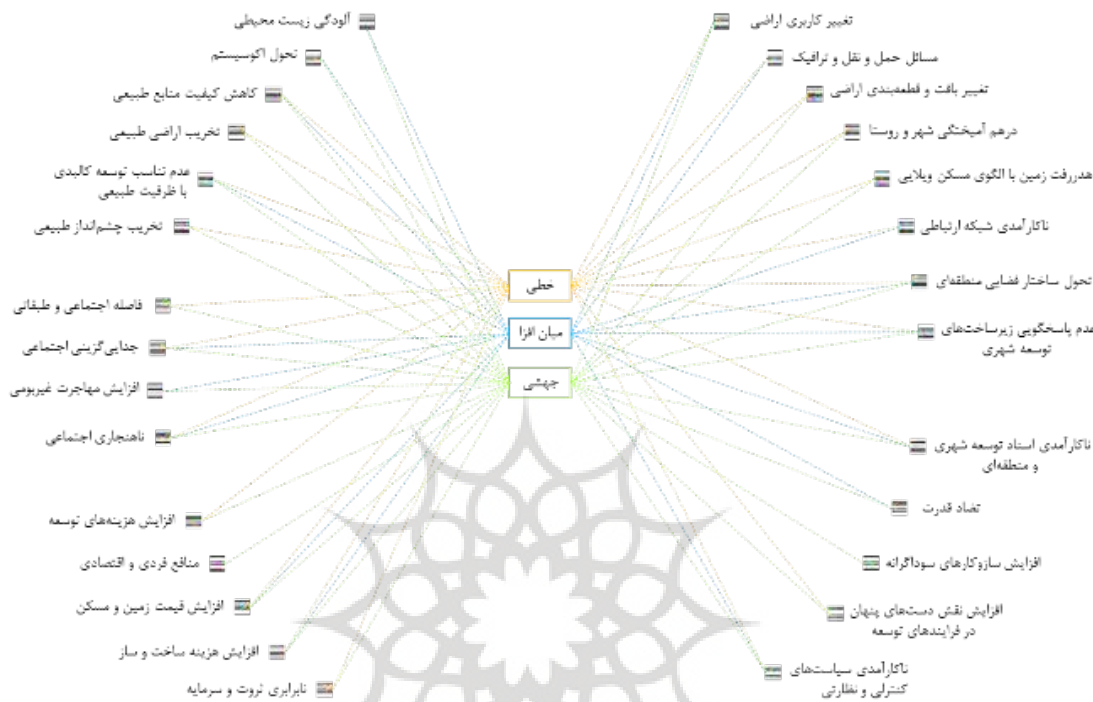 تغییر کاربری اراضی
مسائل حمل و نقل و ترافیک
تغییر بافت و قطعه‌بندی اراضی
درهم آمیختگی شهر و روستا
هدررفت زمین با الگوی مسکن ویلایی
ناکارآمدی شبکه ارتباطی
تحول ساختار فضایی منطقه‌ای
عدم پاسخگویی زیرساخت‌های
توسعه شهری
ناکارآمدی اسناد توسعه شهری
و منطقه‌ای
تضاد قدرت
افزایش سازوکارهای سوداگرانه
افزایش نقش دست‌های پنهان
در فرایندهای توسعه
ناکارآمدی سیاست‌های
کنترلی و نظارتی
خطی
میان افزا
جهشی
آلودگی زیست محیطی
تحول اکوسیستم
کاهش کیفیت منابع طبیعی
تخریب اراضی طبیعی
عدم تناسب توسعه کالبدی
با ظرفیت طبیعی
تخریب چشم‌انداز طبیعی
فاصله اجتماعی و طبقاتی
جدایی‌گزینی اجتماعی
افزایش مهاجرت غیربومی
ناهنجاری اجتماعی
افزایش هزینه‌های توسعه
منافع فردی و اقتصادی
افزایش قیمت زمین و مسکن
افزایش هزینه ساخت و ساز
نابرابری ثروت و سرمایه